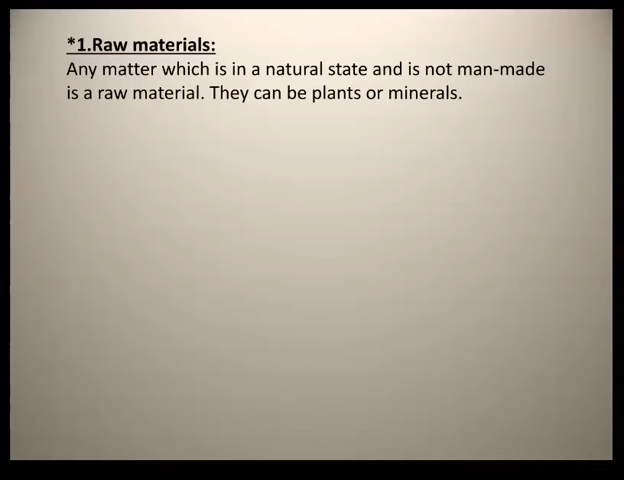 *1.Raw materials:
Any matter which is in a natural state and is not man-made
is a raw material. They can be plants or minerals.